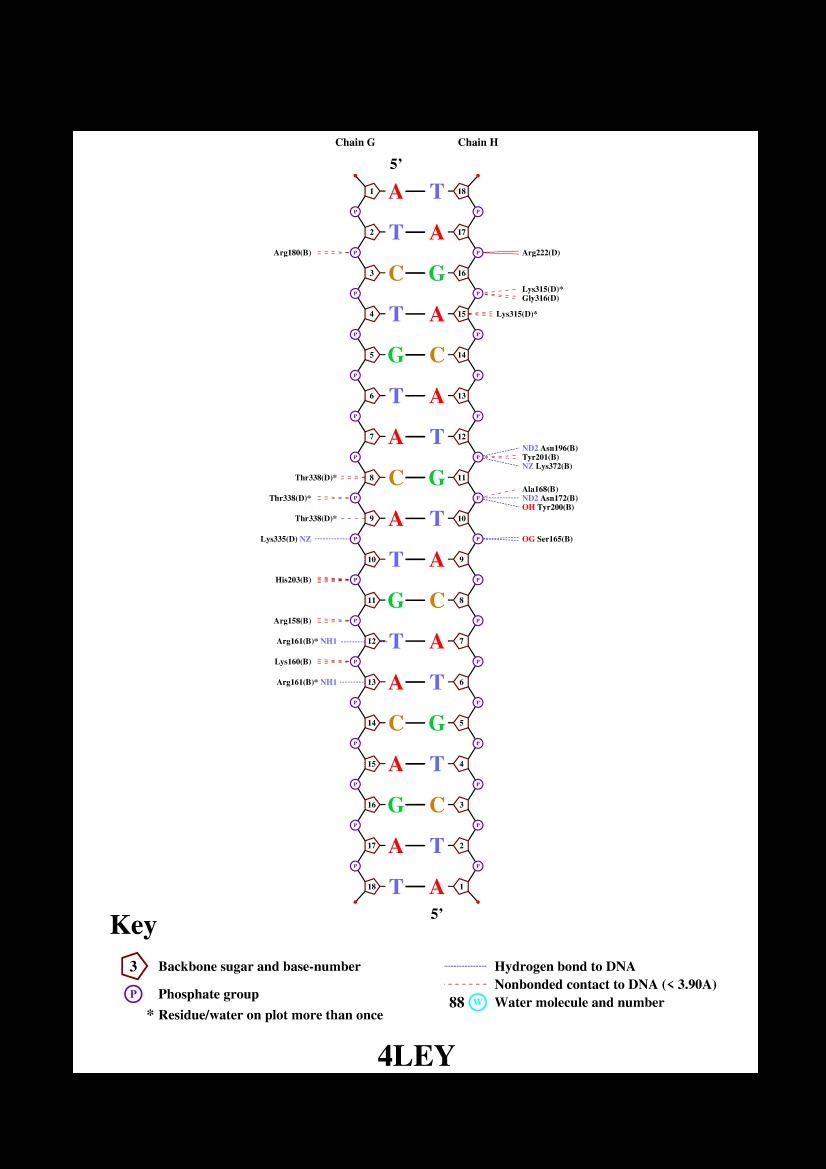 Chain G Chain H
5’
1 A T 18
P P
2 T A 17
Arg180(B) P P Arg222(D)
3 C G 16
P P Lys315(D)*
Gly316(D)
4 T A 15 Lys315(D)*
P P
5 G C 14
P P
6 T A 13
P P
7 A T 12
ND2 Asn196(B)
P P Tyr201(B)
NZ Lys372(B)
Thr338(D)* 8 C G 11
Ala168(B)
Thr338(D)* P P ND2 Asn172(B)
OH Tyr200(B)
Thr338(D)* 9 A T 10
Lys335(D) NZ P P OG Ser165(B)
10 T A 9
His203(B) P P
11 G C 8
Arg158(B) P P
Arg161(B)* NH1 12 T A 7
Lys160(B) P P
Arg161(B)* NH1 13 A T 6
P P
14 C G 5
P P
15 A T 4
P P
16 G C 3
P P
17 A T 2
P P
18 T A 1
5’
Key
3 Backbone sugar and base-number
P Phosphate group
* Residue/water on plot more than once
Hydrogen bond to DNA
Nonbonded contact to DNA (< 3.90A)
88 W Water molecule and number
4LEY